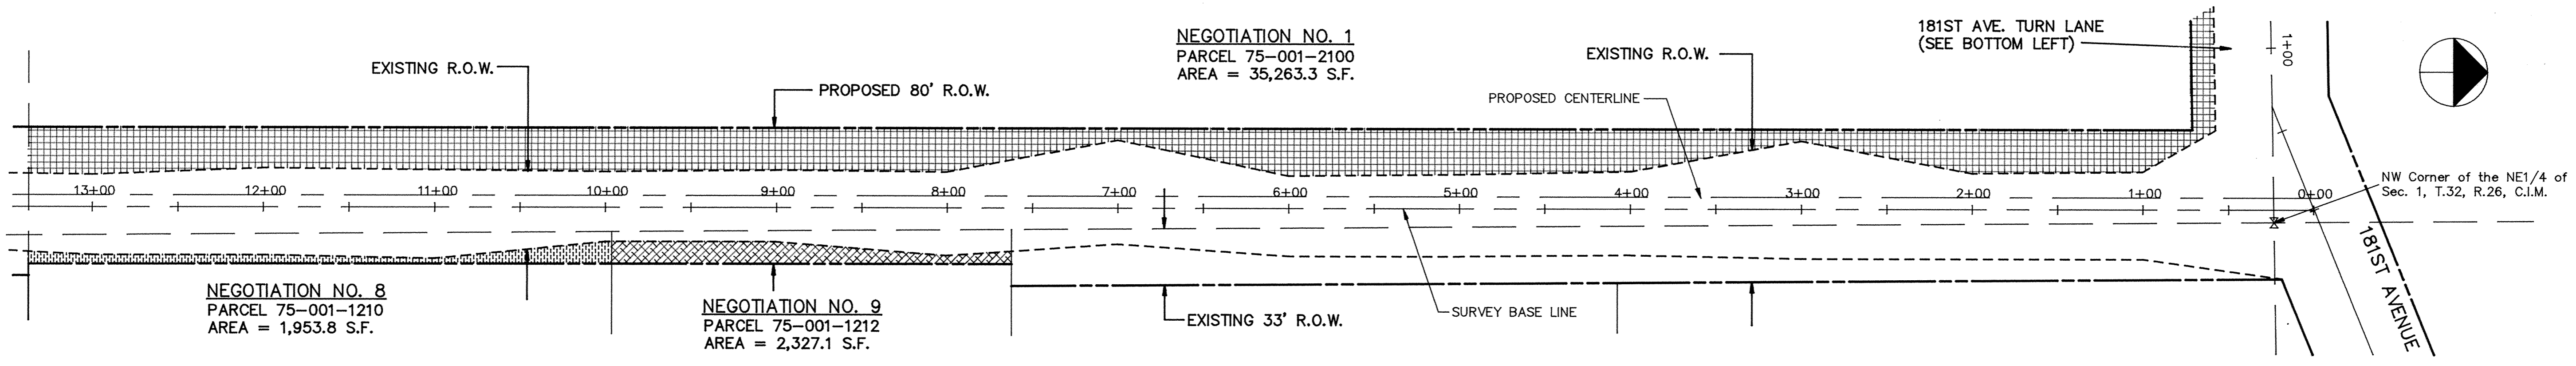 NEGOTIATION NO. 1
PARCEL 75-001-2100
AREA = 35,263.3 S.F.
181ST AVE. TURN LANE
(SEE BOTTOM LEFT)
1+00
EXISTING R.O.W.
EXISTING R.O.W.
PROPOSED 80' R.O.W.
PROPOSED CENTERLINE
NW Corner of the NE1/4 of
Sec. 1, T.32, R.26, C.I.M.
13+00 12+00 11+00 10+00 9+00 8+00 7+00 6+00 5+00 4+00 3+00 2+00 1+00 0+00
181ST AVENUE
NEGOTIATION NO. 8
PARCEL 75-001-1210
AREA = 1,953.8 S.F.
NEGOTIATION NO. 9
PARCEL 75-001-1212
AREA = 2,327.1 S.F.
EXISTING 33' R.O.W.
SURVEY BASE LINE